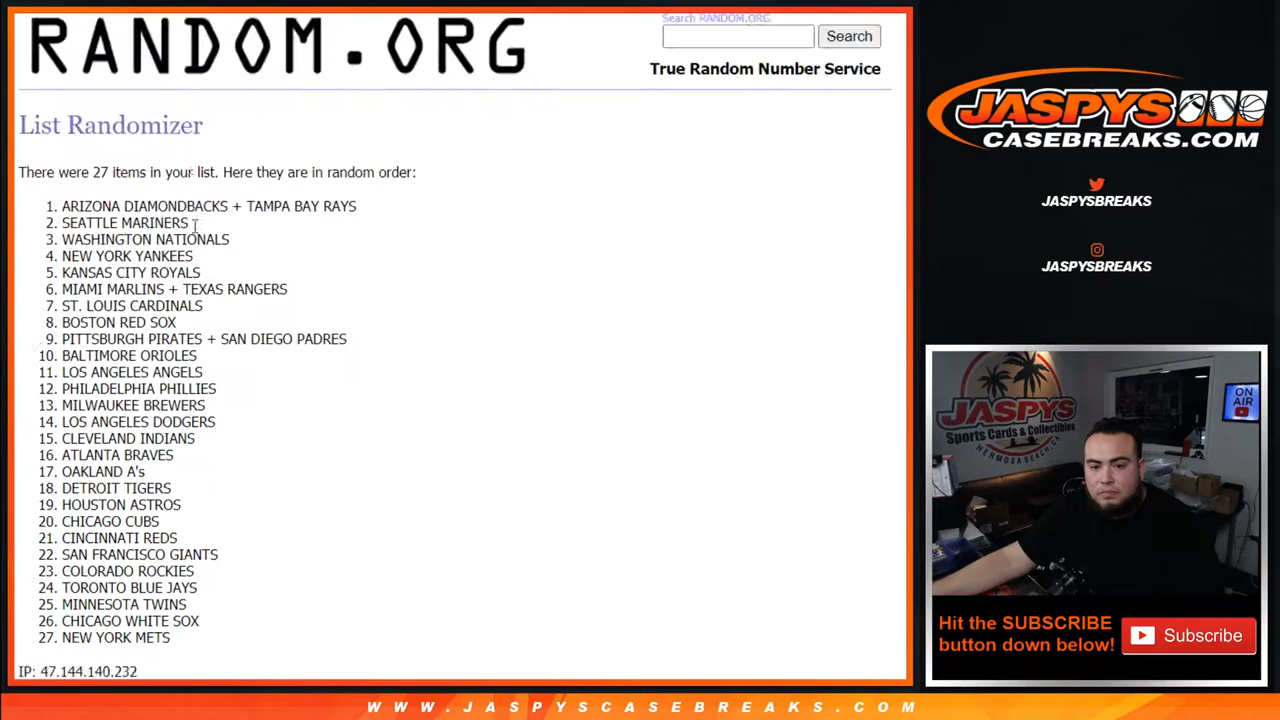 RANDOM.ORG
Search RANDOM.ORG
Search
True Random Number Service
List Randomizer
There were 27 items in your list. Here they are in random order:
1. ARIZONA DIAMONDBACKS + TAMPA BAY RAYS
2. SEATTLE MARINERS
3. WASHINGTON NATIONALS
4. NEW YORK YANKEES
5. KANSAS CITY ROYALS
6. MIAMI MARLINS + TEXAS RANGERS
7. ST. LOUIS CARDINALS
8. BOSTON RED SOX
9. PITTSBURGH PIRATES + SAN DIEGO PADRES
10. BALTIMORE ORIOLES
11. LOS ANGELES ANGELS
12. PHILADELPHIA PHILLIES
13. MILWAUKEE BREWERS
14. LOS ANGELES DODGERS
15. CLEVELAND INDIANS
16. ATLANTA BRAVES
17. OAKLAND A's
18. DETROIT TIGERS
19. HOUSTON ASTROS
20. CHICAGO CUBS
21. CINCINNATI REDS
22. SAN FRANCISCO GIANTS
23. COLORADO ROCKIES
24. TORONTO BLUE JAYS
25. MINNESOTA TWINS
26. CHICAGO WHITE SOX
27. NEW YORK METS
IP: 47.144.140.232
JASPYS
CASEBREAKS.COM
JASPYSBREAKS
JASPYSBREAKS
JASPYS
Sports Cards & Collectibles
HERMOSA BEACH, CA
ON AIR
Hit the SUBSCRIBE
button down below!
Subscribe
WWW.JASPYSCASEBREAKS.COM